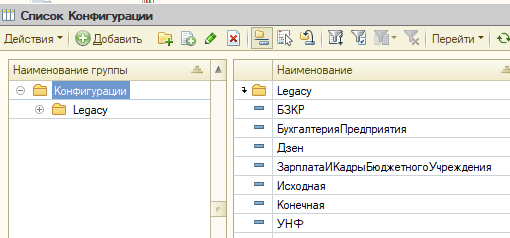 Список Конфигурации
Действия Добавить Перейти
Наименование группы
Конфигурации
Legacy
Наименование
Legacy
БЗКР
БухгалтерияПредприятия
Дзен
ЗарплатаИКадрыБюджетногоУчреждения
Исходная
Конечная
УНФ